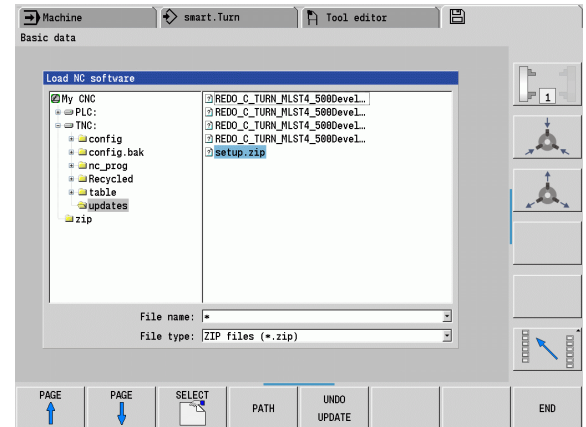 Machine
smart.Turn
Tool editor
Basic data
Load NC software
My CNC
PLC:
TNC:
config
config.bak
nc_prog
Recycled
table
updates
zip
REDO_C_TURN_MLST4_500Devel…
REDO_C_TURN_MLST4_500Devel…
REDO_C_TURN_MLST4_500Devel…
setup.zip
File name: *
File type: ZIP files (*.zip)
1
PAGE
PAGE
SELECT
PATH
UNDO
UPDATE
END